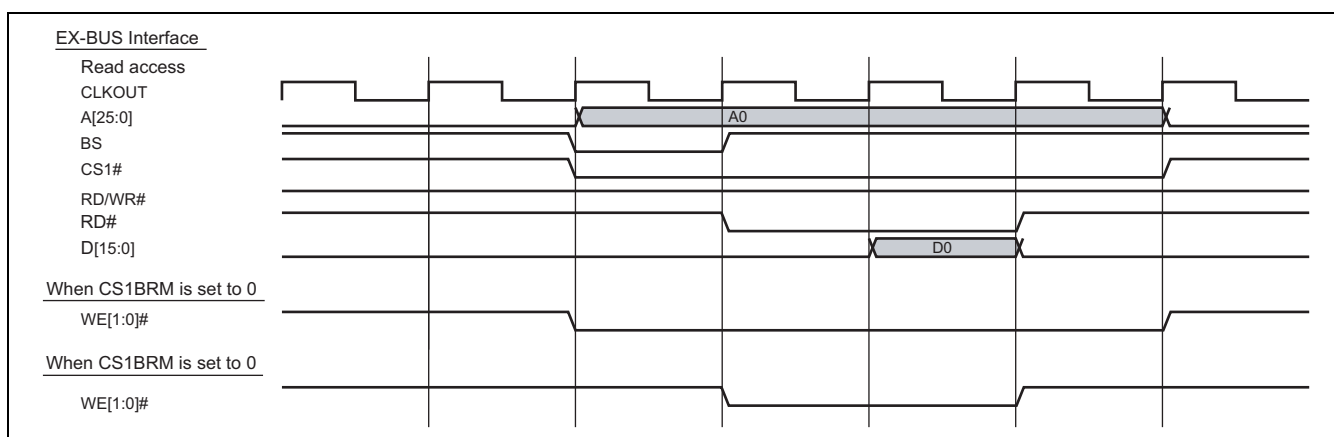 EX-BUS Interface
Read access
CLKOUT
A[25:0]
A0
BS
CS1#
RD/WR#
RD#
D[15:0]
D0
When CS1BRM is set to 0
WE[1:0]#
When CS1BRM is set to 0
WE[1:0]#